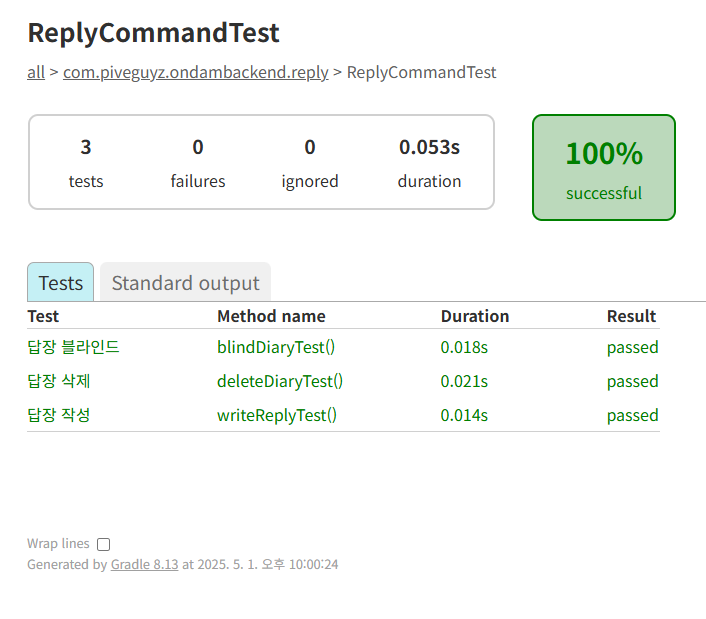 ReplyCommandTest
all > com.piveguyz.ondambackend.reply > ReplyCommandTest
3 0 0 0.053s
tests failures ignored duration
100%
successful
Tests Standard output
Test Method name Duration Result
답장 블라인드 blindDiaryTest() 0.018s passed
답장 삭제 deleteDiaryTest() 0.021s passed
답장 작성 writeReplyTest() 0.014s passed
Wrap lines
Generated by Gradle 8.13 at 2025. 5. 1. 오후 10:00:24